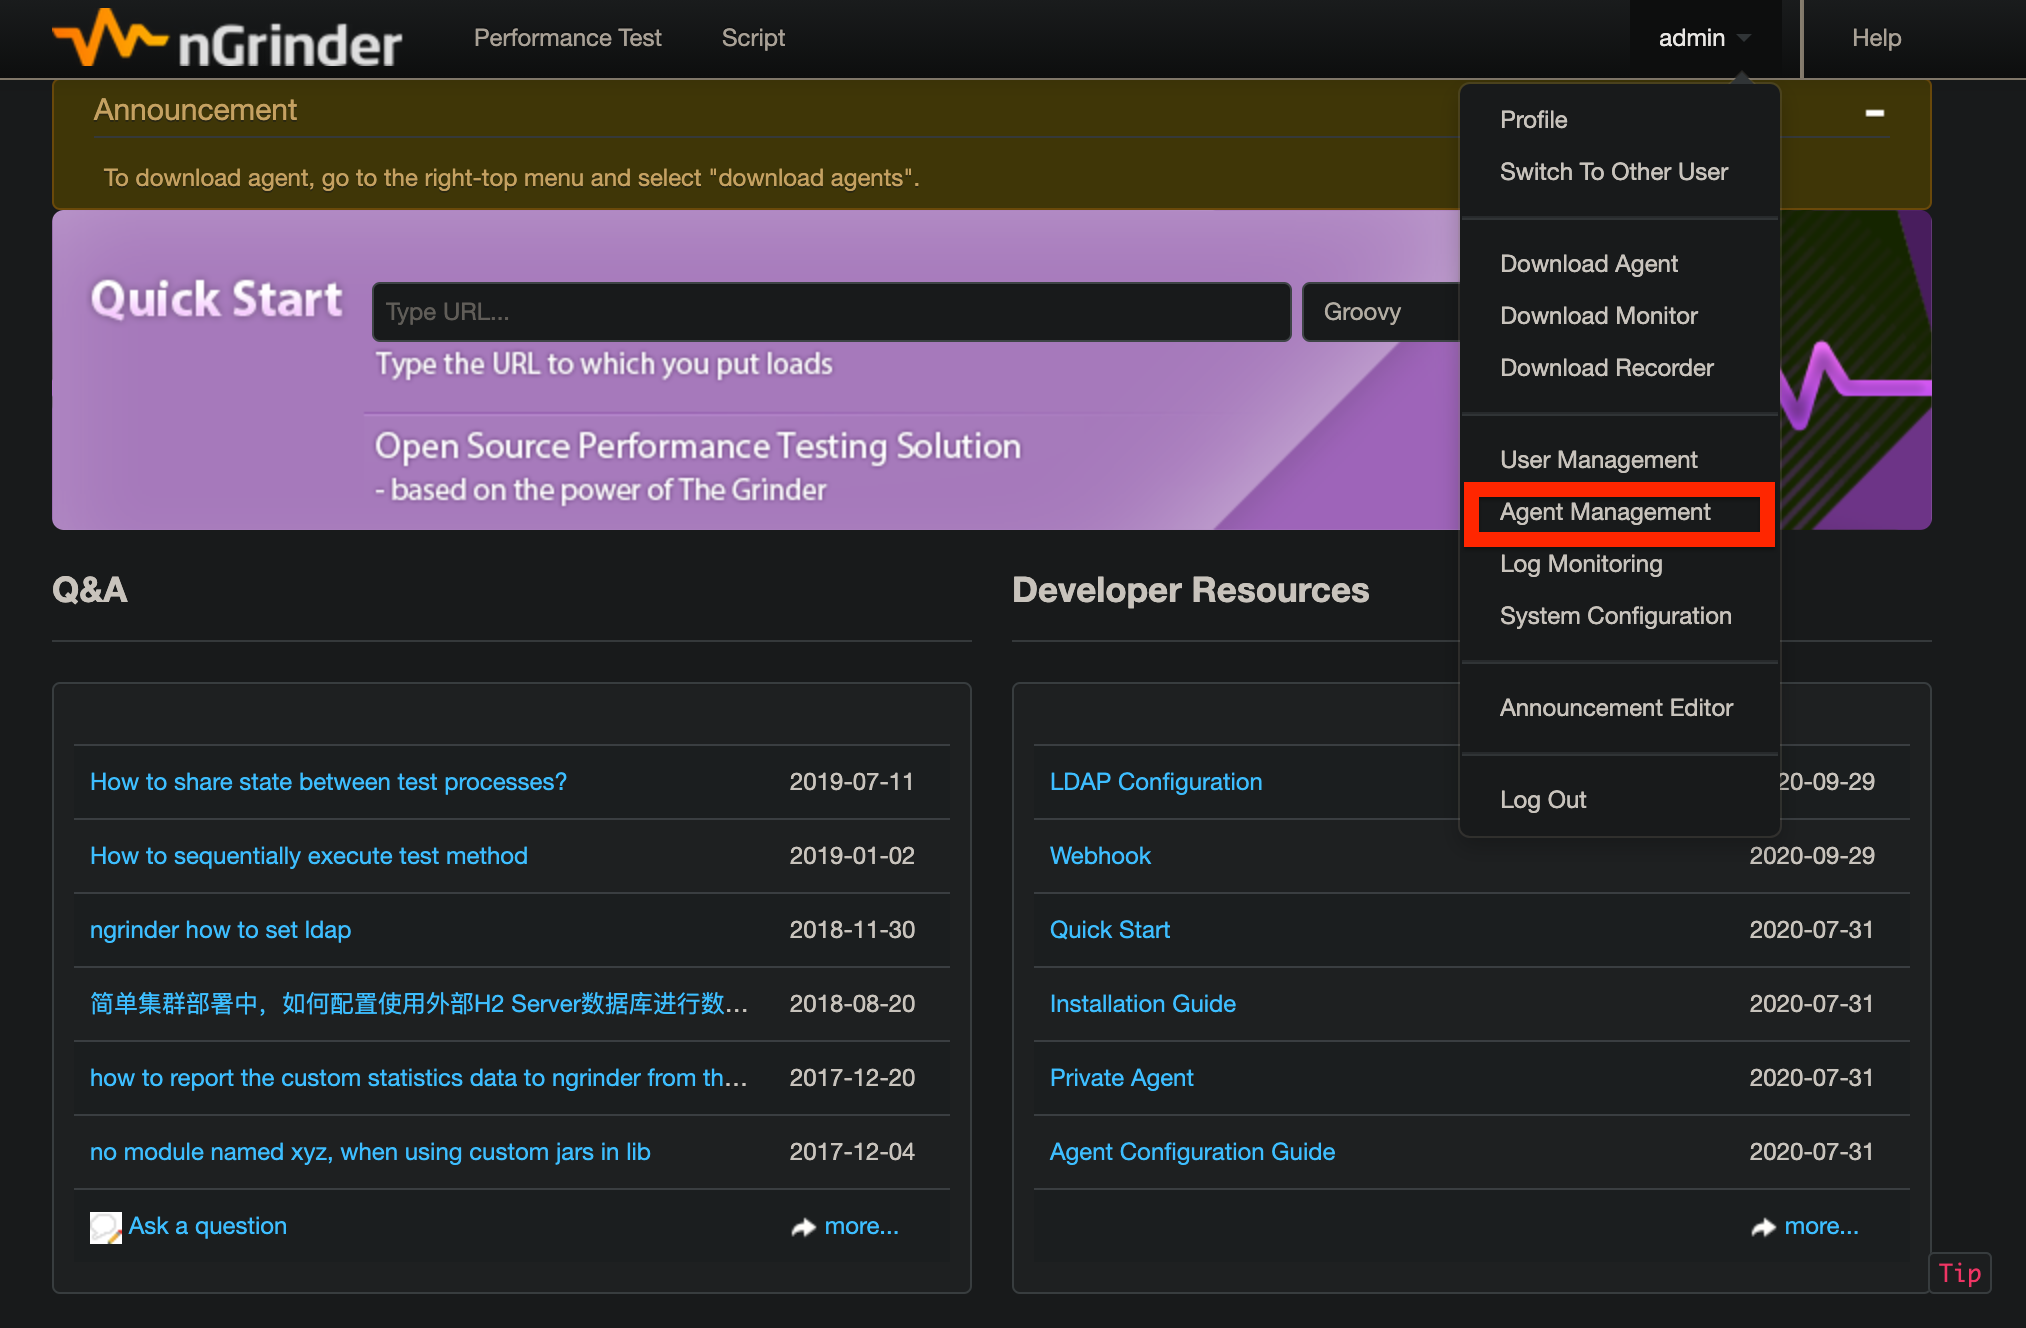 nGrinder
Performance Test
Script
admin
Help
Announcement
To download agent, go to the right-top menu and select "download agents".
Profile
Switch To Other User
Download Agent
Download Monitor
Download Recorder
User Management
Agent Management
Log Monitoring
System Configuration
Announcement Editor
Log Out
Quick Start
Type URL...
Groovy
Type the URL to which you put loads
Open Source Performance Testing Solution
- based on the power of The Grinder
Q&A
How to share state between test processes? 2019-07-11
How to sequentially execute test method 2019-01-02
ngrinder how to set ldap 2018-11-30
简单集群部署中，如何配置使用外部H2 Server数据库进行数... 2018-08-20
how to report the custom statistics data to ngrinder from th... 2017-12-20
no module named xyz, when using custom jars in lib 2017-12-04
Ask a question more...
Developer Resources
LDAP Configuration 20-09-29
Webhook 2020-09-29
Quick Start 2020-07-31
Installation Guide 2020-07-31
Private Agent 2020-07-31
Agent Configuration Guide 2020-07-31
more...
Tip